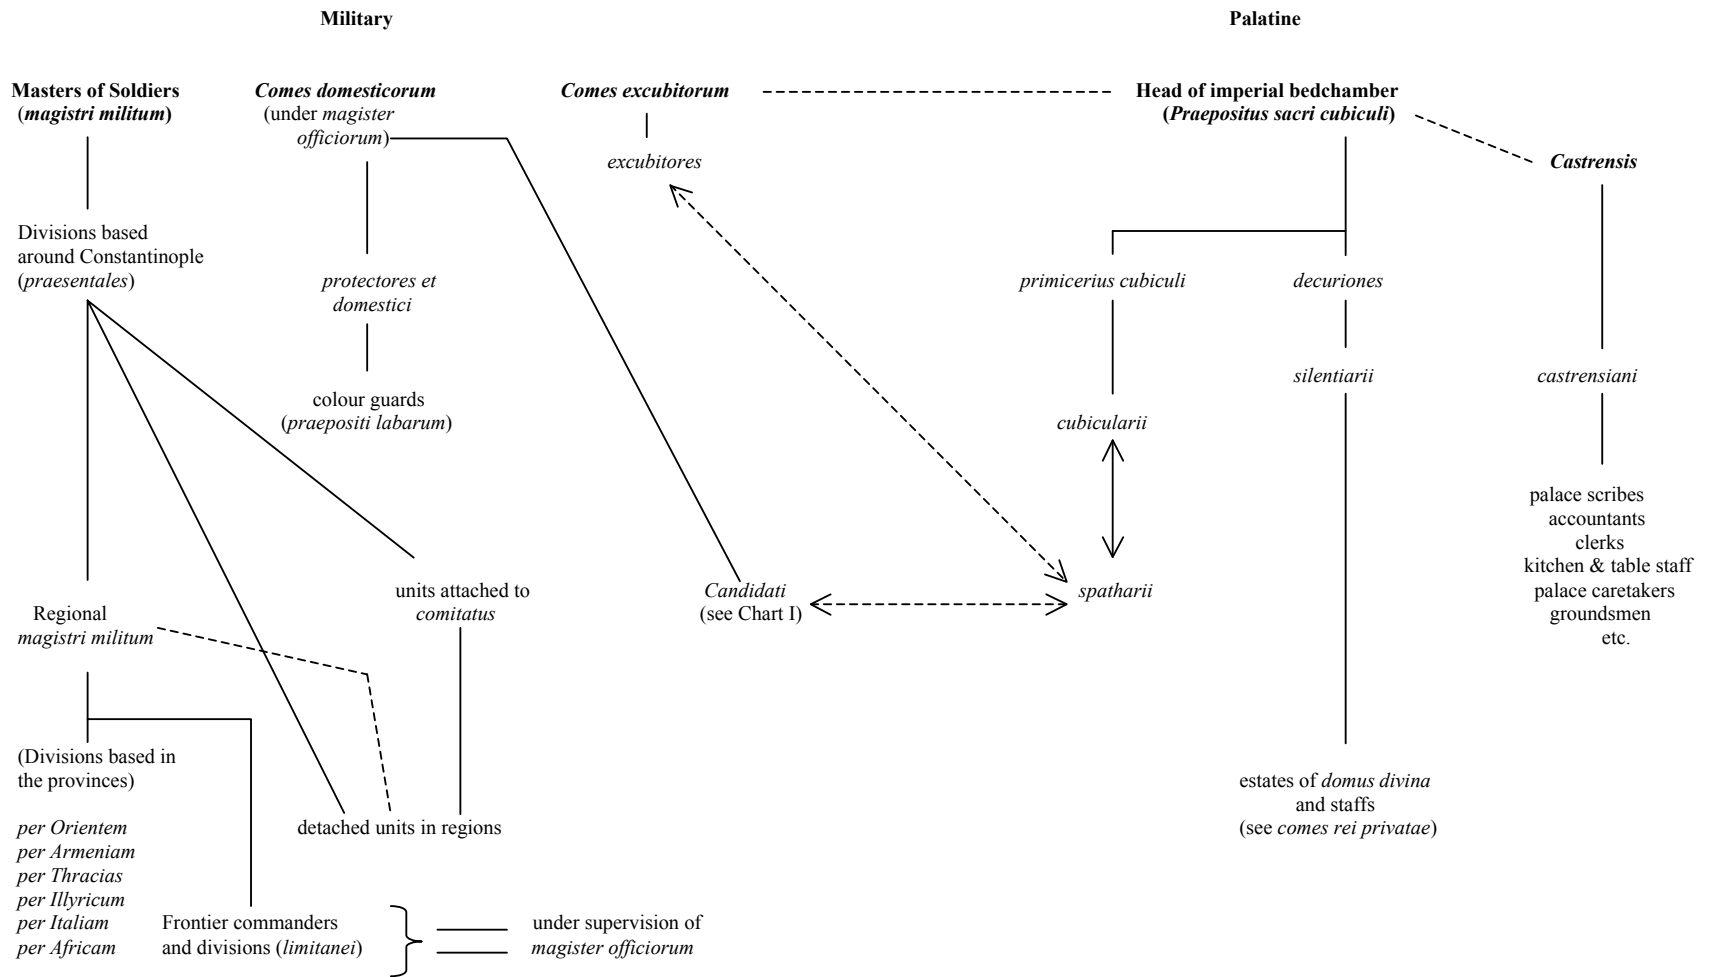 Military
Palatine
Masters of Soldiers
(magistri militum)
Comes domesticorum
(under magister
officiorum)
Comes excubitorum
excubitores
Head of imperial bedchamber
(Praepositus sacri cubiculi)
Castrensis
Divisions based
around Constantinople
(praesentales)
protectores et
domestici
primicerius cubiculi
decuriones
colour guards
(praepositi labarum)
silentiarii
castrensiani
cubicularii
palace scribes
accountants
clerks
kitchen & table staff
palace caretakers
groundsmen
etc.
Regional
magistri militum
units attached to
comitatus
Candidati
(see Chart I)
spatharii
(Divisions based in
the provinces)
per Orientem
per Armeniam
per Thracias
per Illyricum
per Italiam
per Africam
detached units in regions
estates of domus divina
and staffs
(see comes rei privatae)
Frontier commanders
and divisions (limitanei)
under supervision of
magister officiorum